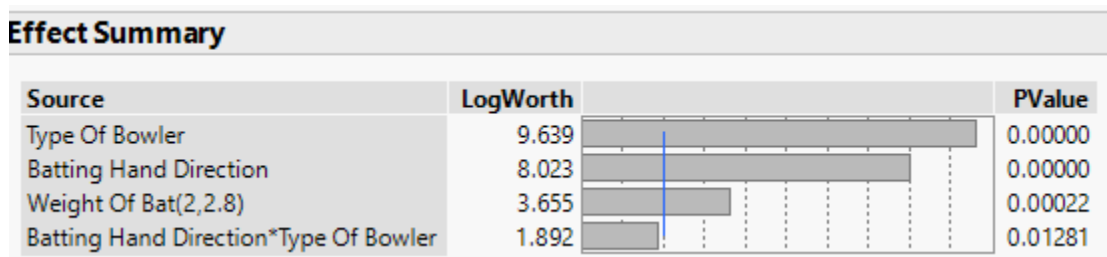 Effect Summary
Source LogWorth PValue
Type Of Bowler 9.639 0.00000
Batting Hand Direction 8.023 0.00000
Weight Of Bat(2,2.8) 3.655 0.00022
Batting Hand Direction*Type Of Bowler 1.892 0.01281